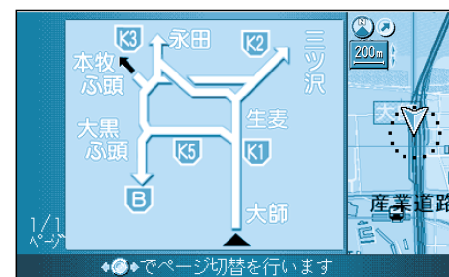 K3
永田
K2
三ツ沢
本牧
ふ頭
生麦
大黒
ふ頭
K5
K1
B
大師
1/1
ページ
200m
大
産業道路
でページ切替を行います